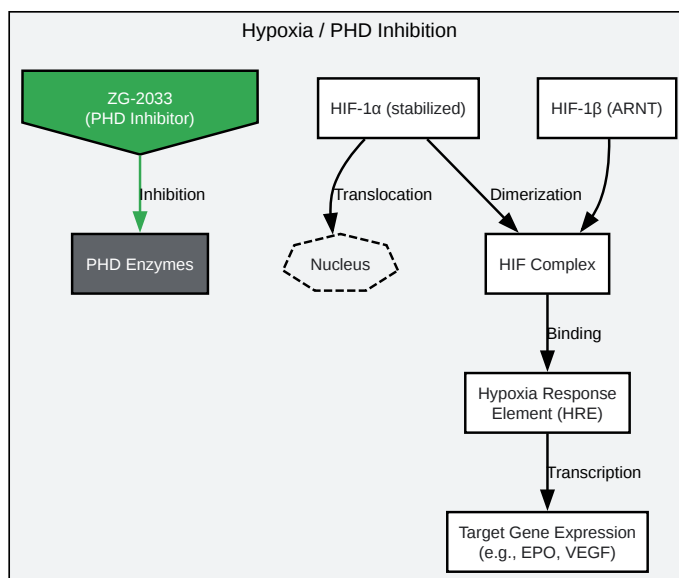 Hypoxia / PHD Inhibition
ZG-2033
(PHD Inhibitor)
HIF-1α (stabilized)
HIF-1β (ARNT)
Inhibition
Translocation
Dimerization
PHD Enzymes
Nucleus
HIF Complex
Binding
Hypoxia Response
Element (HRE)
Transcription
Target Gene Expression
(e.g., EPO, VEGF)